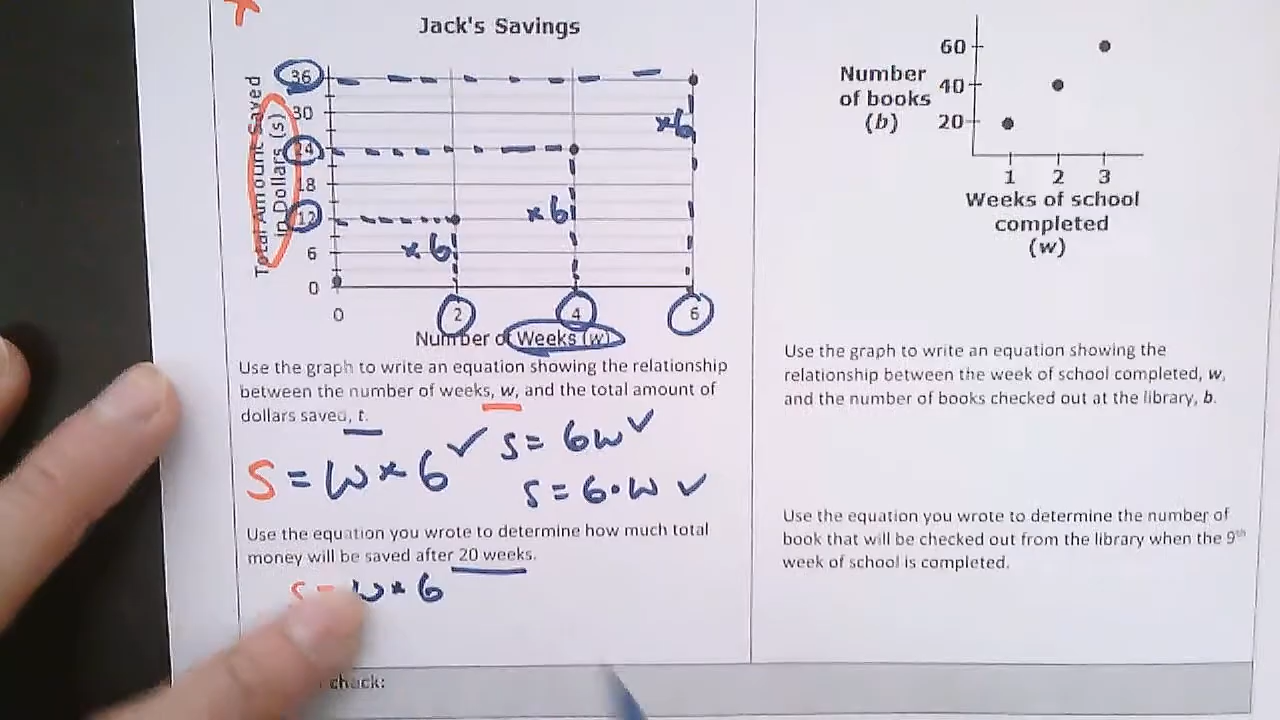 Jack's Savings
Total Amount Saved
in Dollars (s)
36
30
24
18
12
6
0
×6
×6
×6
0
2
4
6
Number of Weeks (w)
Use the graph to write an equation showing the relationship
between the number of weeks, w, and the total amount of
dollars saved, t.
S = w × 6 ✓
s = 6w ✓
s = 6·w ✓
Use the equation you wrote to determine how much total
money will be saved after 20 weeks.
s = w × 6
check:
60
40
20
Number
of books
(b)
1 2 3
Weeks of school
completed
(w)
Use the graph to write an equation showing the
relationship between the week of school completed, w,
and the number of books checked out at the library, b.
Use the equation you wrote to determine the number of
book that will be checked out from the library when the 9th
week of school is completed.